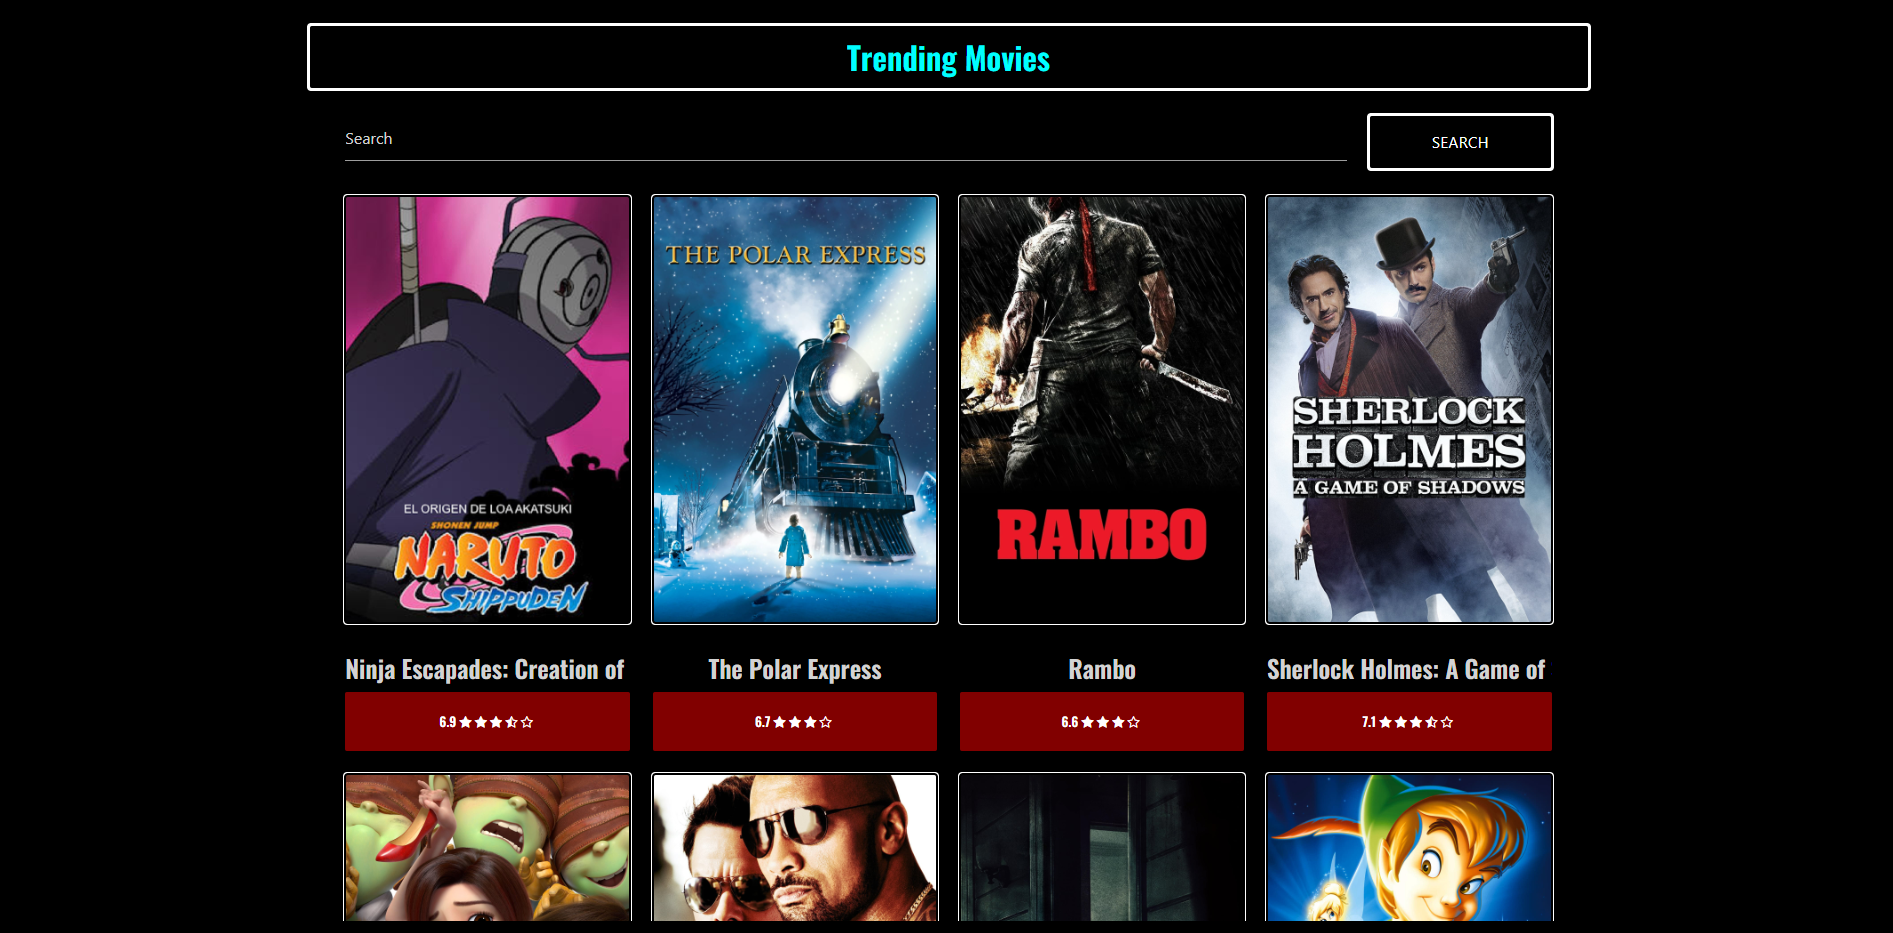 Trending Movies
Search
SEARCH
EL ORIGEN DE LOA AKATSUKI
SHONEN JUMP
NARUTO
SHIPPUDEN
THE POLAR EXPRESS
RAMBO
SHERLOCK
HOLMES
A GAME OF SHADOWS
Ninja Escapades: Creation of
The Polar Express
Rambo
Sherlock Holmes: A Game of
6.9
6.7
6.6
7.1